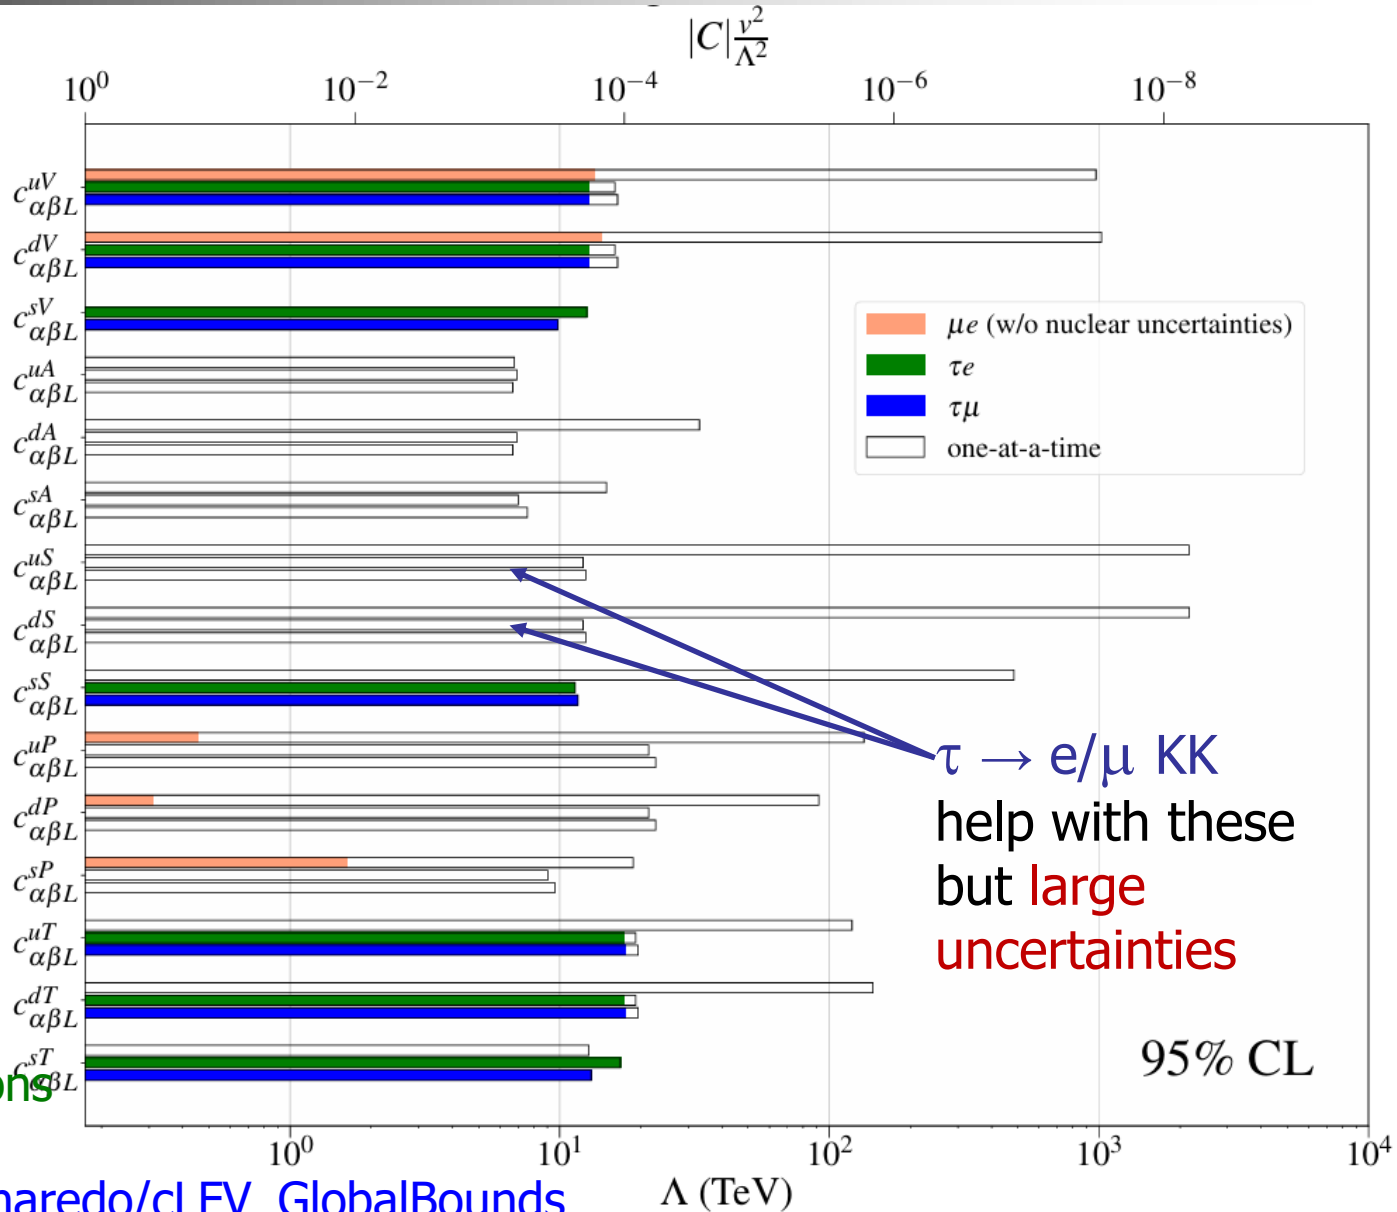 |C| v²/Λ²
10⁰ 10⁻² 10⁻⁴ 10⁻⁶ 10⁻⁸
c^{uV}_{αβL}
c^{dV}_{αβL}
c^{sV}_{αβL}
μe (w/o nuclear uncertainties)
τe
τμ
one-at-a-time
c^{uA}_{αβL}
c^{dA}_{αβL}
c^{sA}_{αβL}
c^{uS}_{αβL}
c^{dS}_{αβL}
c^{sS}_{αβL}
c^{uP}_{αβL}
τ → e/μ KK
help with these
but large
uncertainties
c^{dP}_{αβL}
c^{sP}_{αβL}
c^{uT}_{αβL}
c^{dT}_{αβL}
c^{sT}_{αβL}
95% CL
ons
10⁰ 10¹ 10² 10³ 10⁴
Λ (TeV)
naredo/cLFV_GlobalBounds